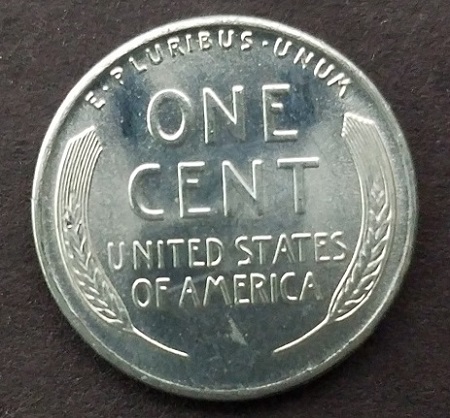 E·PLURIBUS·UNUM
ONE
CENT
UNITED STATES
OF AMERICA